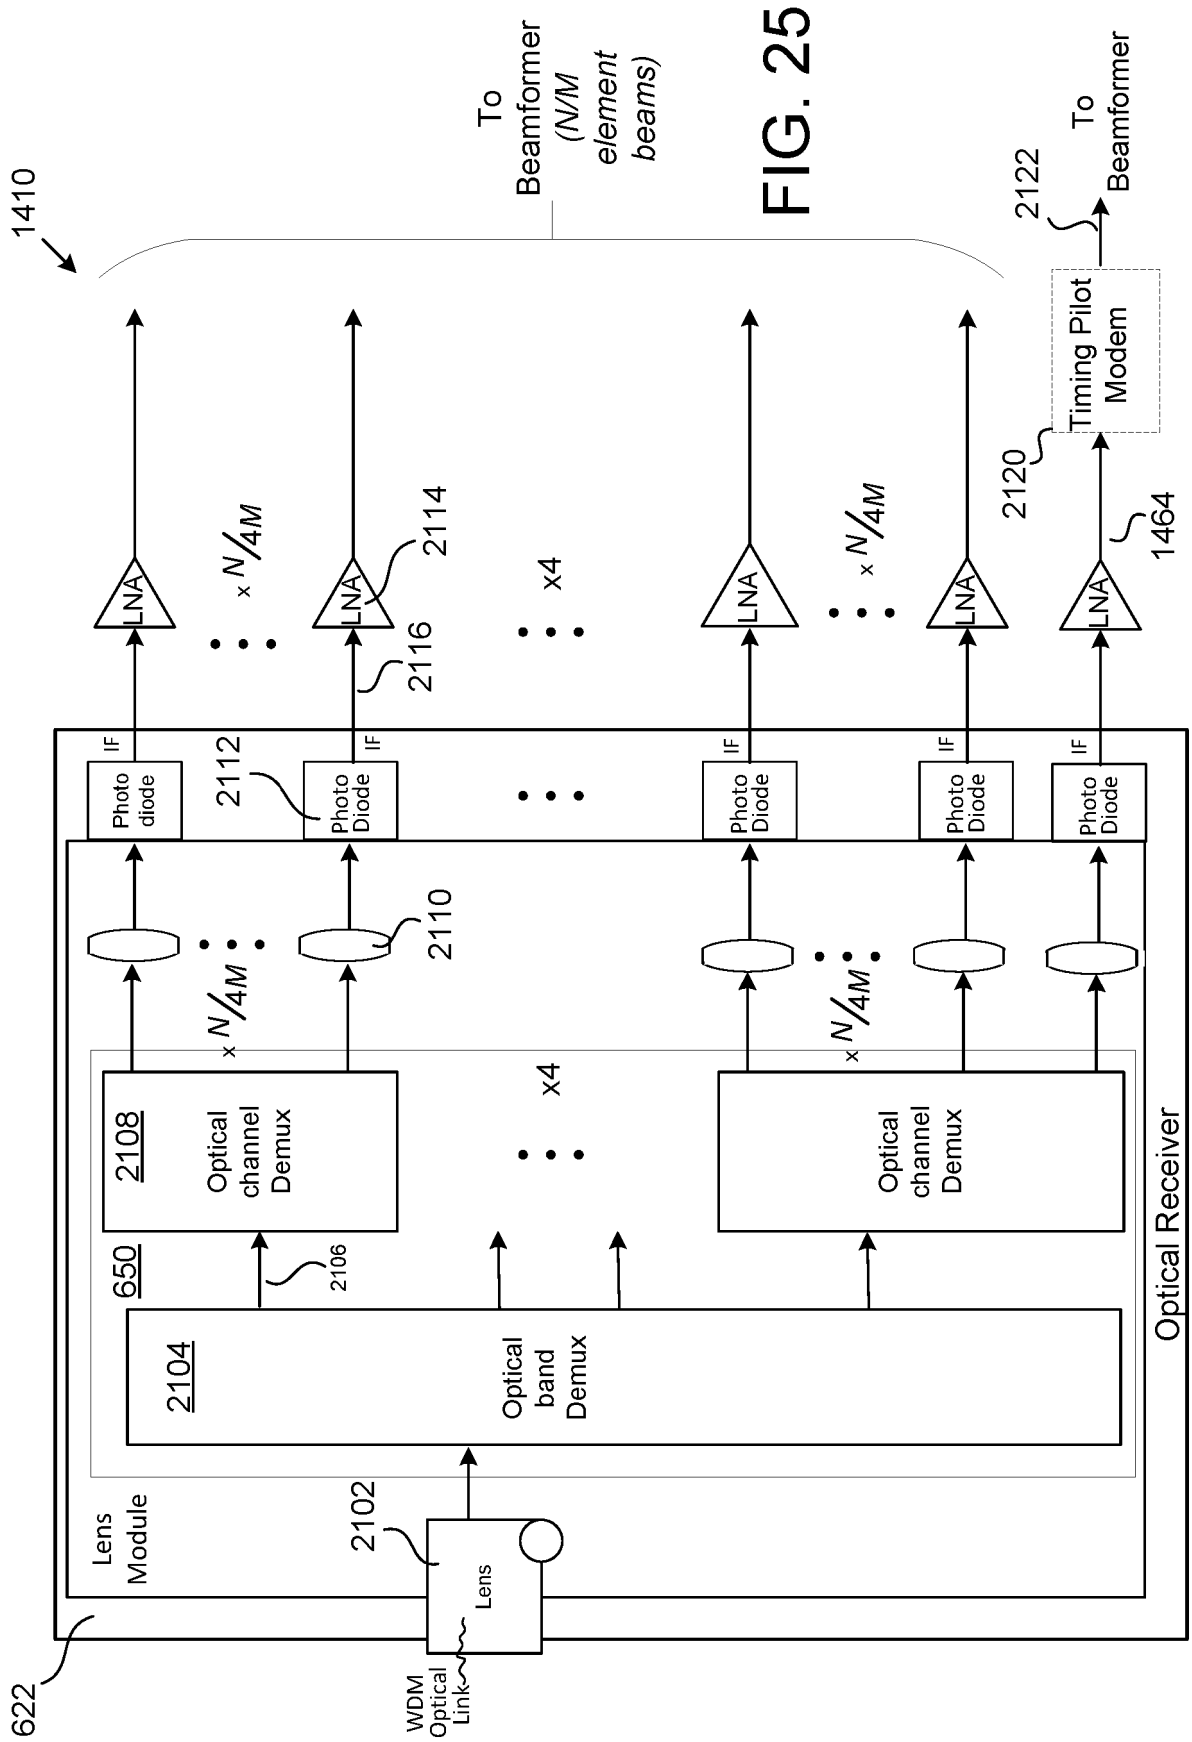 1410
622
Lens
Module
650
2108
Optical
channel
Demux
2106
2104
Optical
band
Demux
2102
Lens
WDM
Optical
Link
x4
Optical
channel
Demux
x N/4M
x N/4M
2110
Photo
diode
IF
2112
Photo
Diode
IF
Photo
Diode
IF
Photo
Diode
IF
Photo
Diode
IF
Optical Receiver
2116
LNA
x N/4M
LNA
2114
x4
LNA
x N/4M
LNA
LNA
1464
2120
Timing Pilot
Modem
2122
To
Beamformer
To
Beamformer
(N/M
element
beams)
FIG. 25